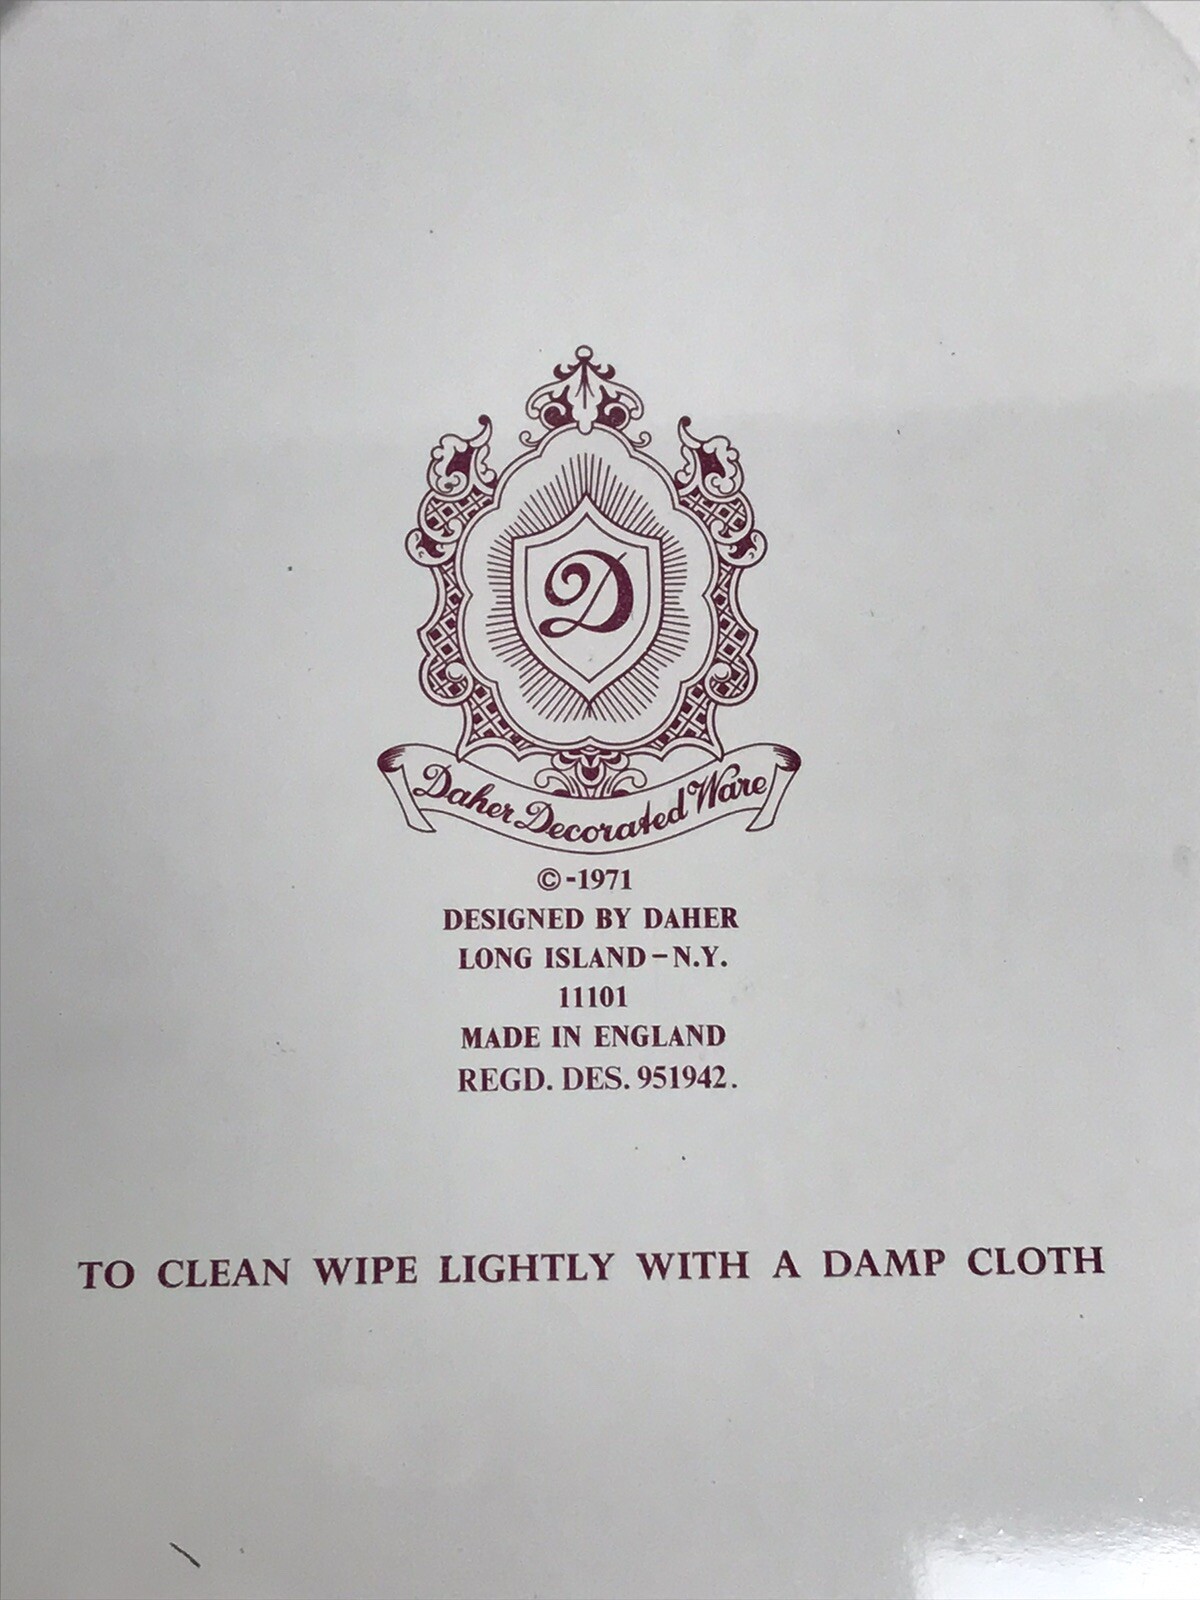 D
Daher Decorated Ware
©-1971
DESIGNED BY DAHER
LONG ISLAND-N.Y.
11101
MADE IN ENGLAND
REGD. DES. 951942.
TO CLEAN WIPE LIGHTLY WITH A DAMP CLOTH